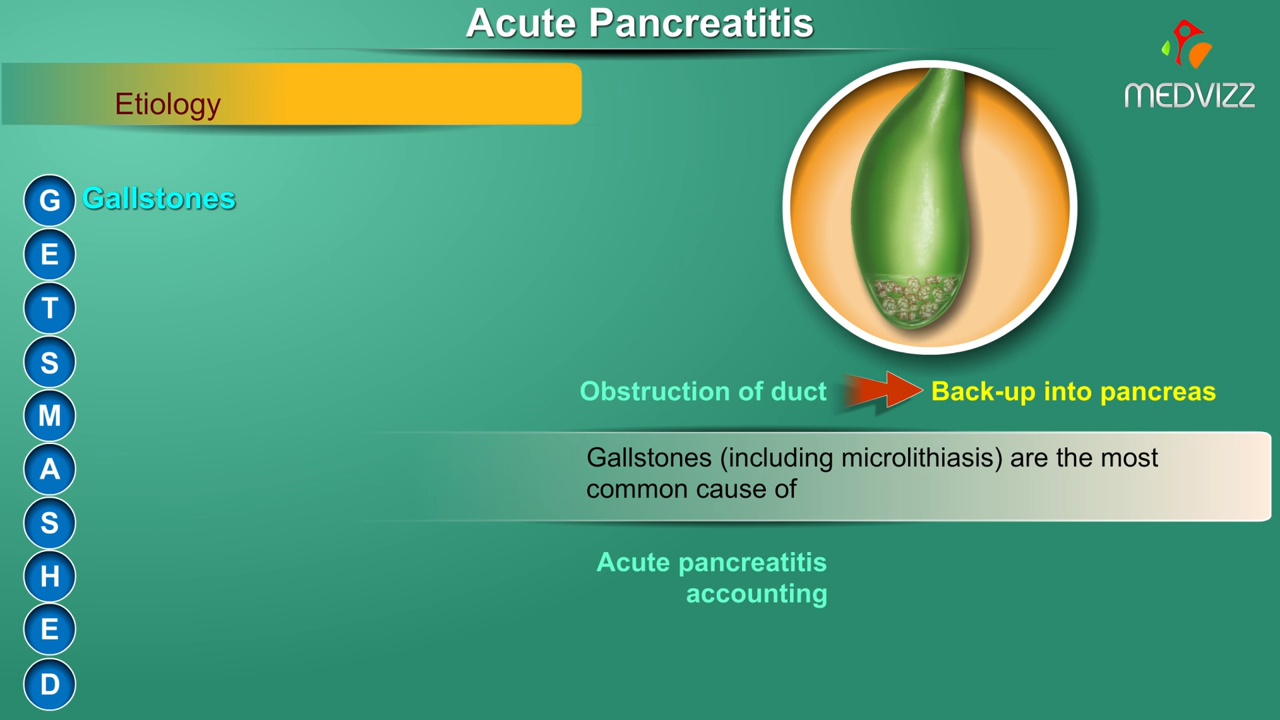 Acute Pancreatitis
MEDVIZZ
Etiology
G Gallstones
E
T
S
M
A
S
H
E
D
Obstruction of duct
Back-up into pancreas
Gallstones (including microlithiasis) are the most
common cause of
Acute pancreatitis
accounting